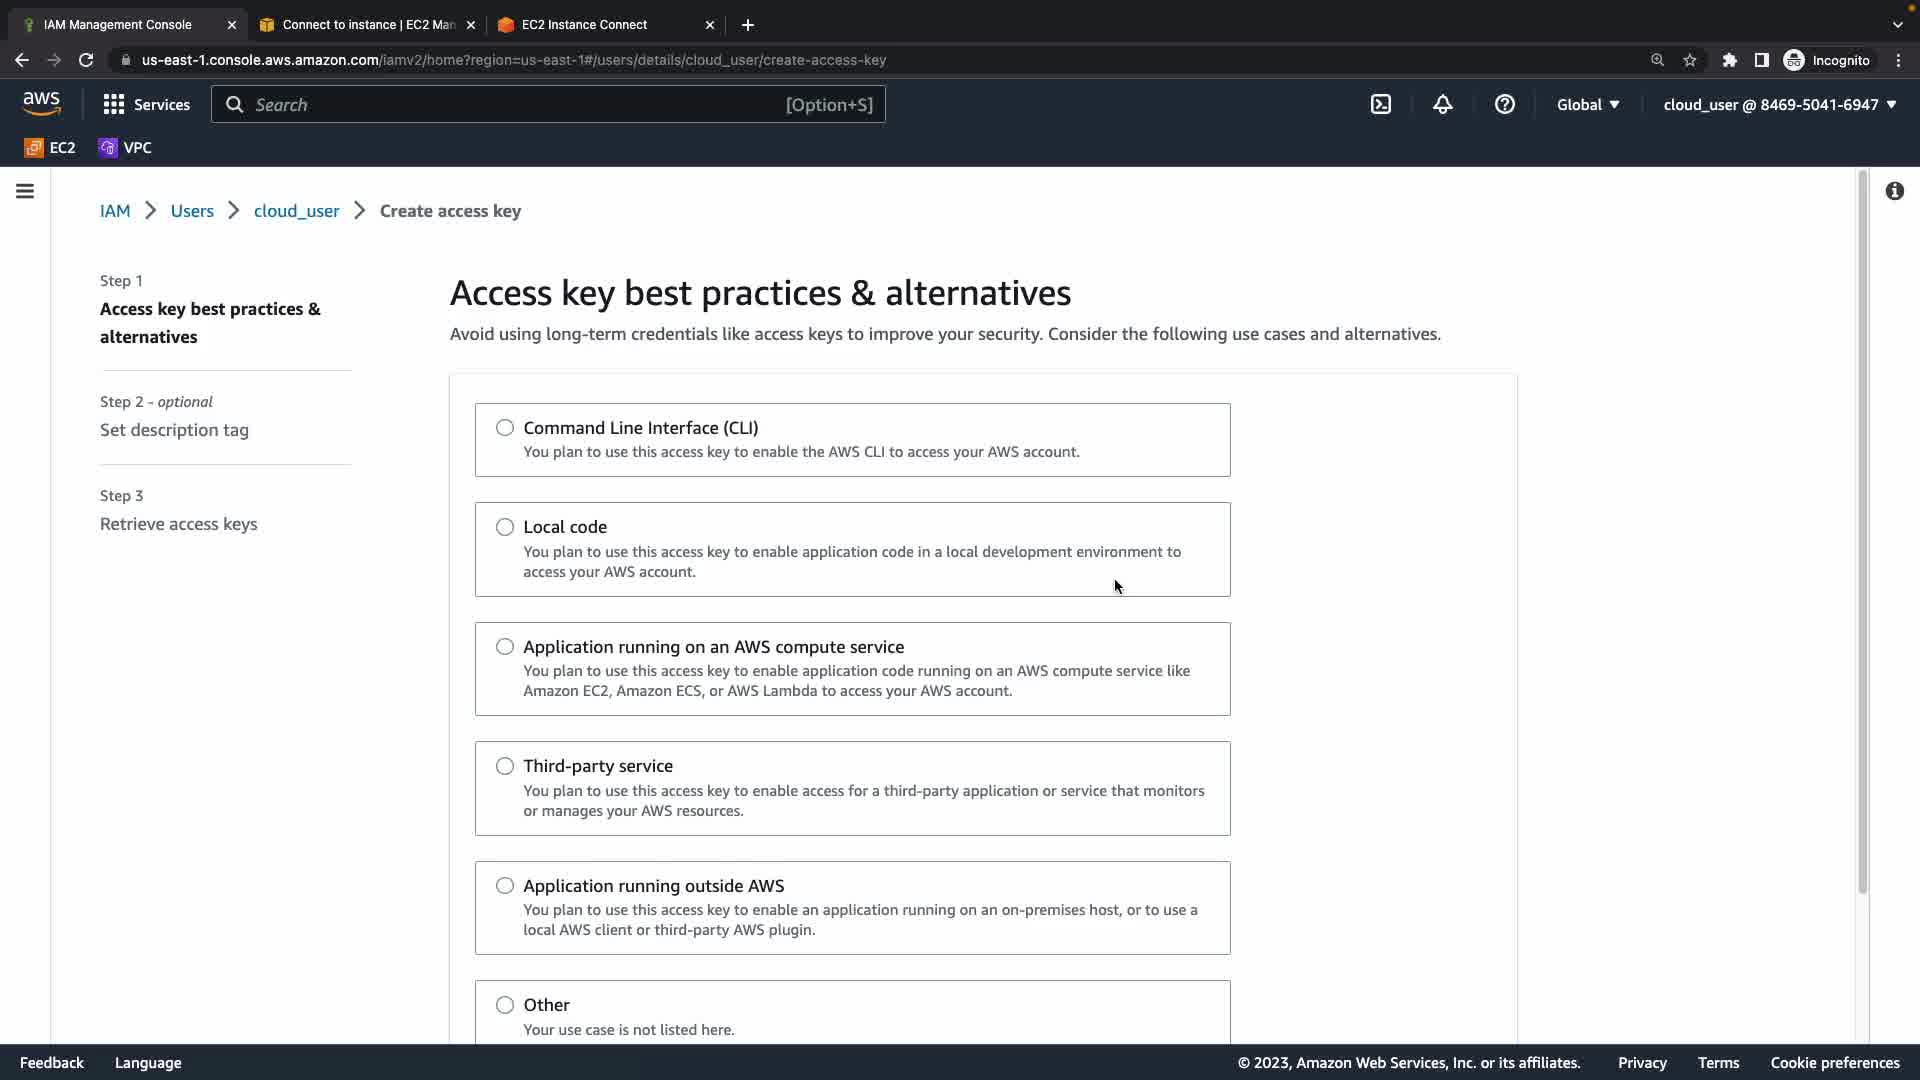 IAM Management Console
Connect to instance | EC2 Man
EC2 Instance Connect
us-east-1.console.aws.amazon.com/iamv2/home?region=us-east-1#/users/details/cloud_user/create-access-key
Incognito
aws
Services
Search
[Option+S]
Global
cloud_user @ 8469-5041-6947
EC2
VPC
IAM
Users
cloud_user
Create access key
Step 1
Access key best practices &
alternatives
Step 2 - optional
Set description tag
Step 3
Retrieve access keys
Access key best practices & alternatives
Avoid using long-term credentials like access keys to improve your security. Consider the following use cases and alternatives.
Command Line Interface (CLI)
You plan to use this access key to enable the AWS CLI to access your AWS account.
Local code
You plan to use this access key to enable application code in a local development environment to
access your AWS account.
Application running on an AWS compute service
You plan to use this access key to enable application code running on an AWS compute service like
Amazon EC2, Amazon ECS, or AWS Lambda to access your AWS account.
Third-party service
You plan to use this access key to enable access for a third-party application or service that monitors
or manages your AWS resources.
Application running outside AWS
You plan to use this access key to enable an application running on an on-premises host, or to use a
local AWS client or third-party AWS plugin.
Other
Your use case is not listed here.
Feedback
Language
© 2023, Amazon Web Services, Inc. or its affiliates.
Privacy
Terms
Cookie preferences